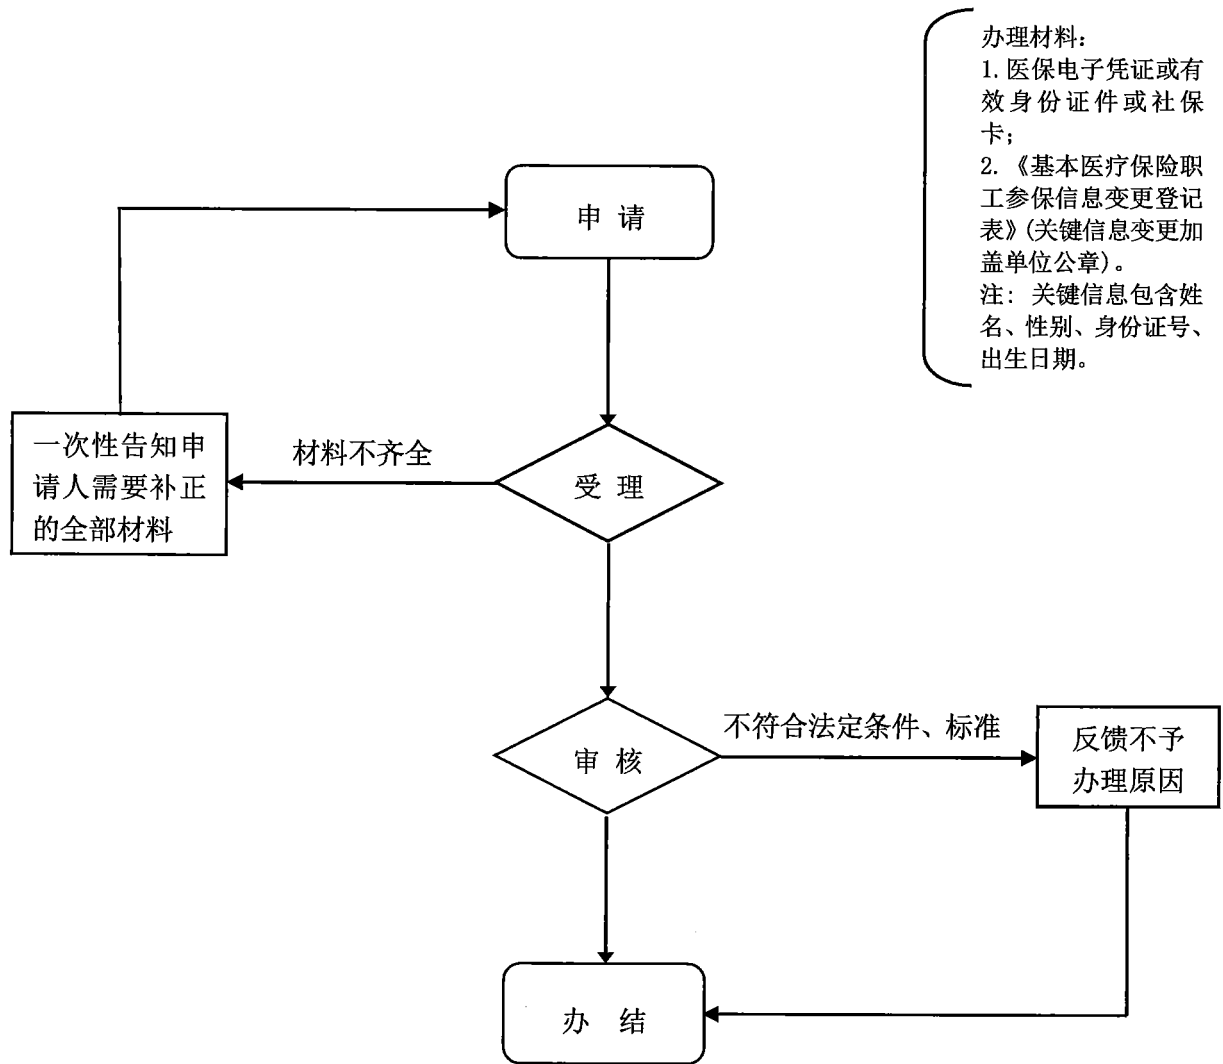 办理材料：
1. 医保电子凭证或有
效身份证件或社保
卡；
2. 《基本医疗保险职
工参保信息变更登记
表》（关键信息变更加
盖单位公章）。
注：关键信息包含姓
名、性别、身份证号、
出生日期。
申 请
一次性告知申
请人需要补正
的全部材料
材料不齐全
受 理
审 核
不符合法定条件、标准
反馈不予
办理原因
办 结